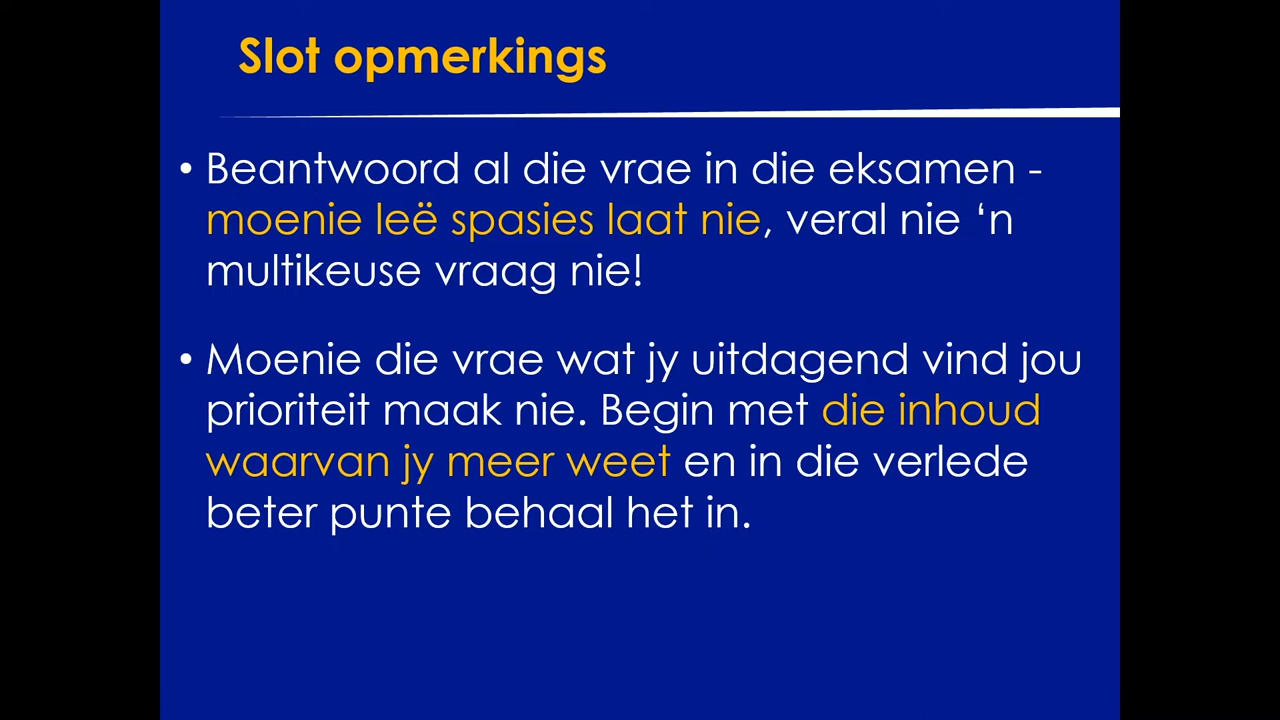 Slot opmerkings
• Beantwoord al die vrae in die eksamen -
moenie leë spasies laat nie, veral nie ‘n
multikeuse vraag nie!
• Moenie die vrae wat jy uitdagend vind jou
prioriteit maak nie. Begin met die inhoud
waarvan jy meer weet en in die verlede
beter punte behaal het in.